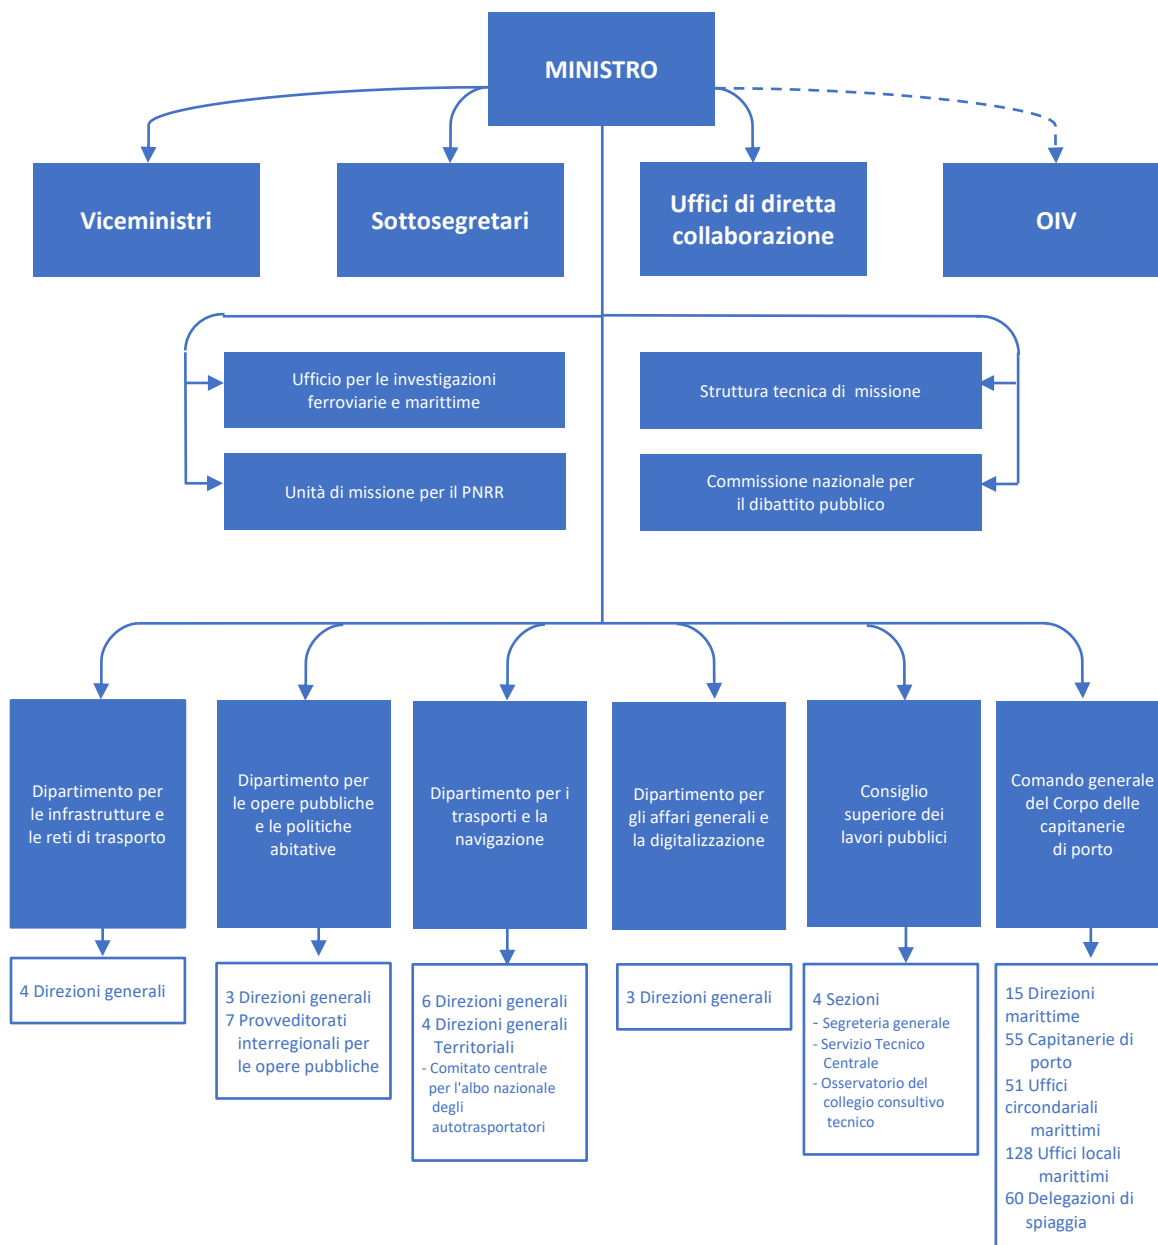 MINISTRO
Viceministri
Sottosegretari
Uffici di diretta
collaborazione
OIV
Ufficio per le investigazioni
ferroviarie e marittime
Struttura tecnica di  missione
Unità di missione per il PNRR
Commissione nazionale per
il dibattito pubblico
Dipartimento per
le infrastrutture e
le reti di trasporto
Dipartimento per
le opere pubbliche
e le politiche
abitative
Dipartimento per i
trasporti e la
navigazione
Dipartimento per
gli affari generali e
la digitalizzazione
Consiglio
superiore dei
lavori pubblici
Comando generale
del Corpo delle
capitanerie
di porto
4 Direzioni generali
3 Direzioni generali
7 Provveditorati
interregionali per
le opere pubbliche
6 Direzioni generali
4 Direzioni generali
Territoriali
- Comitato centrale
per l'albo nazionale
degli
autotrasportatori
3 Direzioni generali
4 Sezioni
- Segreteria generale
- Servizio Tecnico
Centrale
- Osservatorio del
collegio consultivo
tecnico
15 Direzioni
marittime
55 Capitanerie di
porto
51 Uffici
circondariali
marittimi
128 Uffici locali
marittimi
60 Delegazioni di
spiaggia